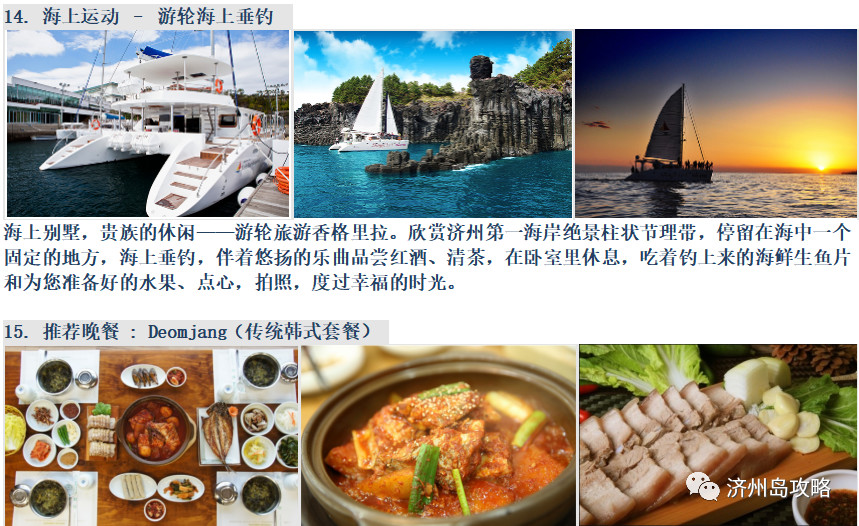 14. 海上运动 - 游轮海上垂钓
海上别墅，贵族的休闲——游轮旅游香格里拉。欣赏济州第一海岸绝景柱状节理带，停留在海中一个
固定的地方，海上垂钓，伴着悠扬的乐曲品尝红酒、清茶，在卧室里休息，吃着钓上来的海鲜生鱼片
和为您准备好的水果、点心，拍照，度过幸福的时光。
15. 推荐晚餐 : Deomjang（传统韩式套餐）
济州岛攻略